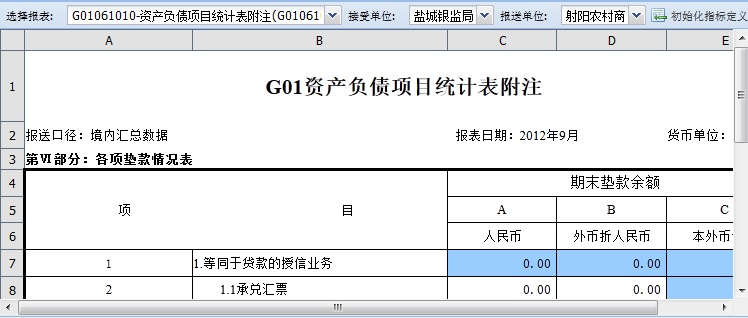 选择报表: G01061010-资产负债项目统计表附注(G01061 接受单位: 盐城银监局 报送单位: 射阳农村商 初始化指标定义
A B C D E
1 G01资产负债项目统计表附注
2 报送口径: 境内汇总数据 报表日期: 2012年9月 货币单位:
3 第Ⅵ部分: 各项垫款情况表
4 期末垫款余额
5 项 目 A B C
6 人民币 外币折人民币 本外币
7 1 1.等同于贷款的授信业务 0.00 0.00
8 2 1.1承兑汇票 0.00 0.00